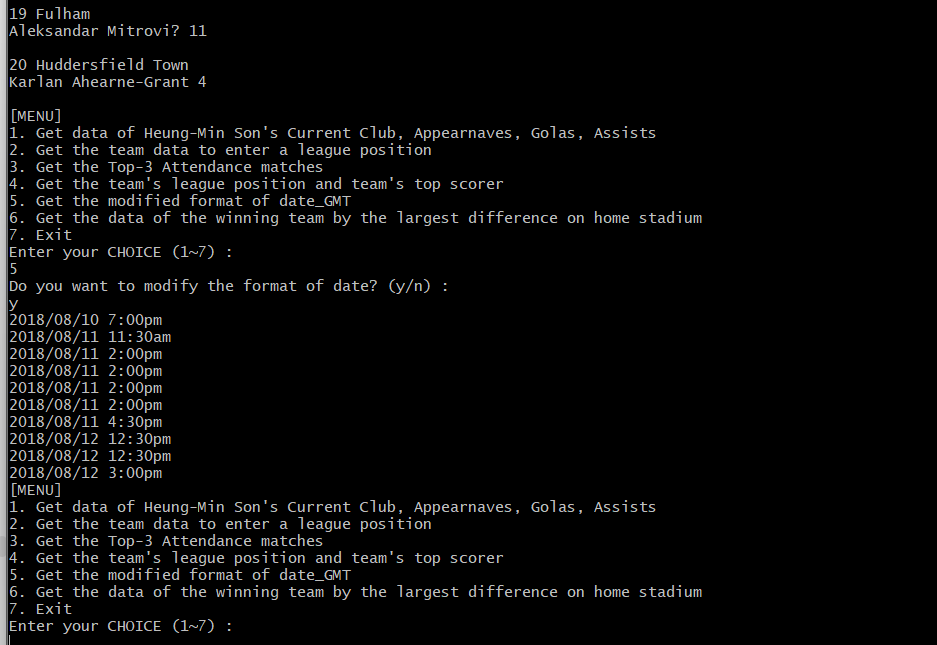 19 Fulham
Aleksandar Mitrovi? 11
20 Huddersfield Town
Karlan Ahearne-Grant 4
[MENU]
1. Get data of Heung-Min Son's Current Club, Appearnaves, Golas, Assists
2. Get the team data to enter a league position
3. Get the Top-3 Attendance matches
4. Get the team's league position and team's top scorer
5. Get the modified format of date_GMT
6. Get the data of the winning team by the largest difference on home stadium
7. Exit
Enter your CHOICE (1~7) :
5
Do you want to modify the format of date? (y/n) :
y
2018/08/10 7:00pm
2018/08/11 11:30am
2018/08/11 2:00pm
2018/08/11 2:00pm
2018/08/11 2:00pm
2018/08/11 2:00pm
2018/08/11 4:30pm
2018/08/12 12:30pm
2018/08/12 12:30pm
2018/08/12 3:00pm
[MENU]
1. Get data of Heung-Min Son's Current Club, Appearnaves, Golas, Assists
2. Get the team data to enter a league position
3. Get the Top-3 Attendance matches
4. Get the team's league position and team's top scorer
5. Get the modified format of date_GMT
6. Get the data of the winning team by the largest difference on home stadium
7. Exit
Enter your CHOICE (1~7) :